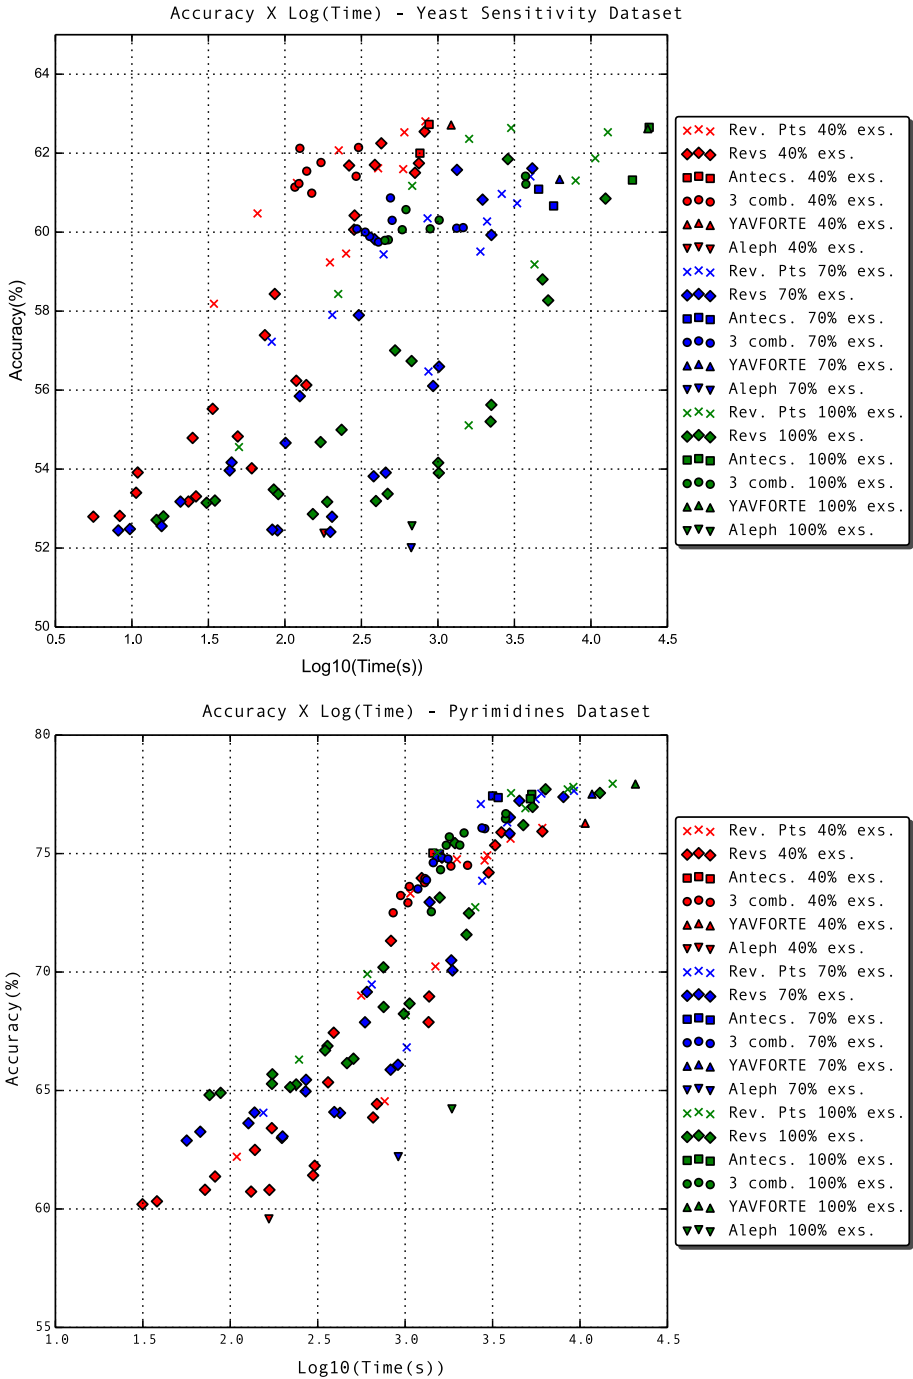 Accuracy X Log(Time) - Yeast Sensitivity Dataset
64
62
60
58
56
54
52
50
Accuracy(%)
0.5 1.0 1.5 2.0 2.5 3.0 3.5 4.0 4.5
Log10(Time(s))
Rev. Pts 40% exs.
Revs 40% exs.
Antecs. 40% exs.
3 comb. 40% exs.
YAVFORTE 40% exs.
Aleph 40% exs.
Rev. Pts 70% exs.
Revs 70% exs.
Antecs. 70% exs.
3 comb. 70% exs.
YAVFORTE 70% exs.
Aleph 70% exs.
Rev. Pts 100% exs.
Revs 100% exs.
Antecs. 100% exs.
3 comb. 100% exs.
YAVFORTE 100% exs.
Aleph 100% exs.
Accuracy X Log(Time) - Pyrimidines Dataset
80
75
70
65
60
55
Accuracy(%)
1.0 1.5 2.0 2.5 3.0 3.5 4.0 4.5
Log10(Time(s))
Rev. Pts 40% exs.
Revs 40% exs.
Antecs. 40% exs.
3 comb. 40% exs.
YAVFORTE 40% exs.
Aleph 40% exs.
Rev. Pts 70% exs.
Revs 70% exs.
Antecs. 70% exs.
3 comb. 70% exs.
YAVFORTE 70% exs.
Aleph 70% exs.
Rev. Pts 100% exs.
Revs 100% exs.
Antecs. 100% exs.
3 comb. 100% exs.
YAVFORTE 100% exs.
Aleph 100% exs.